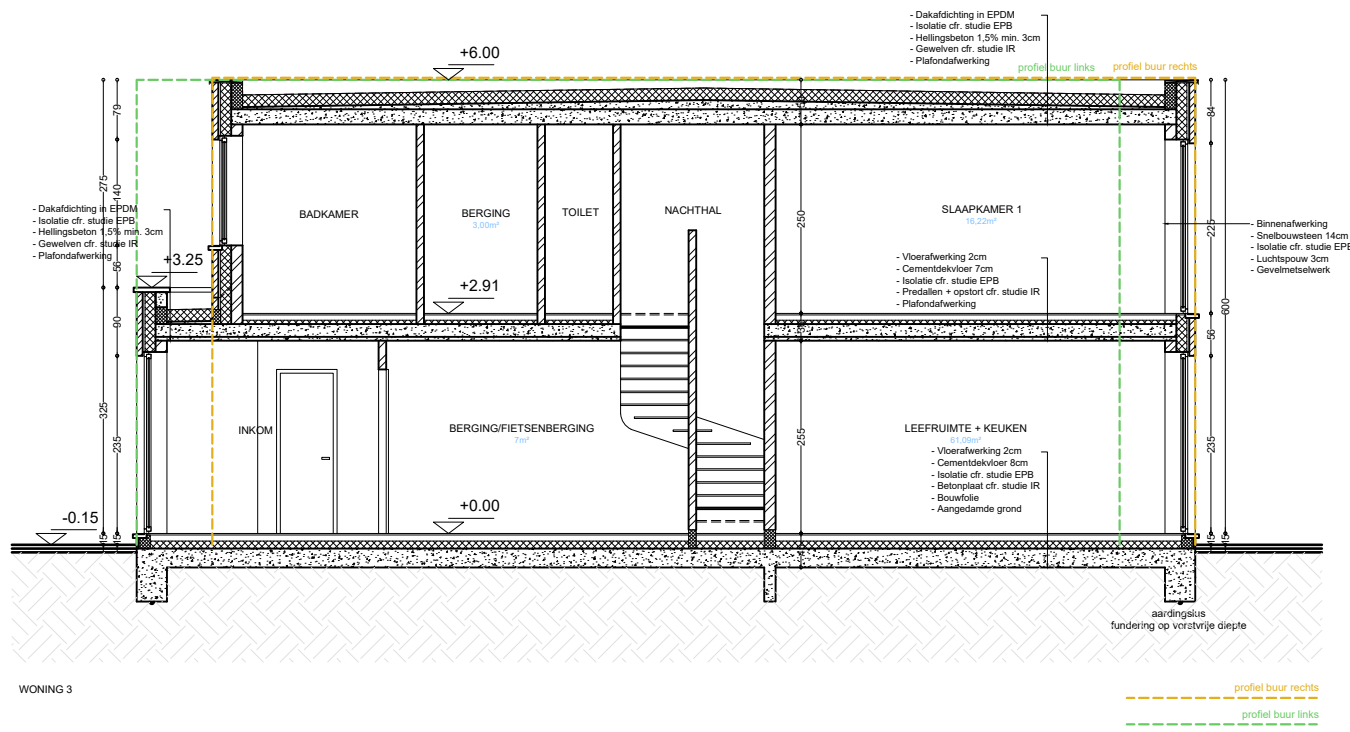 - Dakafdichting in EPDM
- Isolatie cfr. studie EPB
- Hellingsbeton 1,5% min. 3cm
- Gewelven cfr. studie IR
- Plafondafwerking
+6.00
profiel buur links
profiel buur rechts
79
84
275
140
BADKAMER
BERGING
3,00m²
TOILET
NACHTHAL
250
SLAAPKAMER 1
16,22m²
225
- Dakafdichting in EPDM
- Isolatie cfr. studie EPB
- Hellingsbeton 1,5% min. 3cm
- Gewelven cfr. studie IR
- Plafondafwerking
- Binnenafwerking
- Snelbouwsteen 14cm
- Isolatie cfr. studie EPB
- Luchtspouw 3cm
- Gevelmetselwerk
56
+3.25
+2.91
- Vloerafwerking 2cm
- Cementdekvloer 7cm
- Isolatie cfr. studie EPB
- Predallen + opstort cfr. studie IR
- Plafondafwerking
600
90
56
325
235
INKOM
BERGING/FIETSENBERGING
7m²
255
LEEFRUIMTE + KEUKEN
61,09m²
235
- Vloerafwerking 2cm
- Cementdekvloer 8cm
- Isolatie cfr. studie EPB
- Betonplaat cfr. studie IR
- Bouwfolie
- Aangedamde grond
+0.00
-0.15
15
15
15
15
aardingslus
fundering op vorstvrije diepte
WONING 3
profiel buur rechts
profiel buur links